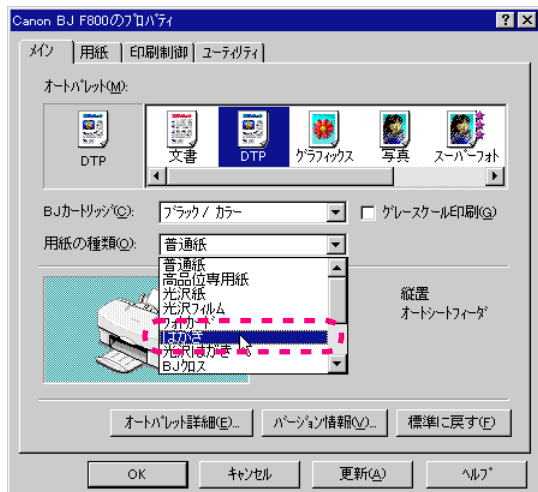 Canon BJ F800のﾌﾟﾛﾊﾟﾃｨ
ﾒｲﾝ 用紙 印刷制御 ﾕｰﾃｨﾘﾃｨ
ｵｰﾄﾊﾟﾚｯﾄ(M):
DTP 文書 DTP ｸﾞﾗﾌｨｯｸｽ 写真 ｽｰﾊﾟｰﾌｫﾄ
BJｶｰﾄﾘｯｼﾞ(C): ﾌﾞﾗｯｸ / ｶﾗｰ ｸﾞﾚｰｽｹｰﾙ印刷(G)
用紙の種類(O): 普通紙
普通紙
高品位専用紙
光沢紙
光沢ﾌｨﾙﾑ
ﾌｫﾄｶｰﾄﾞ
はがき
光沢はがき
BJｸﾛｽ
縦置
ｵｰﾄｼｰﾄﾌｨｰﾀﾞ
ｵｰﾄﾊﾟﾚｯﾄ詳細(E)... ﾊﾞｰｼﾞｮﾝ情報(V)... 標準に戻す(F)
OK ｷｬﾝｾﾙ 更新(A) ﾍﾙﾌﾟ